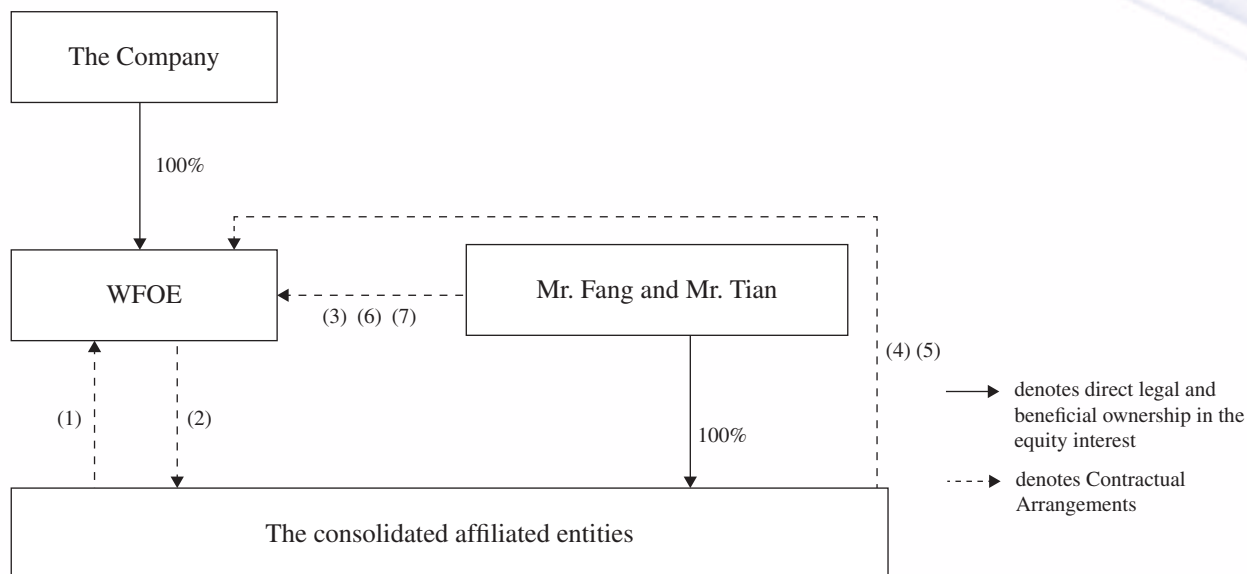 The Company
100%
WFOE
Mr. Fang and Mr. Tian
(3) (6) (7)
(4) (5)
(1)
(2)
100%
denotes direct legal and
beneficial ownership in the
equity interest
denotes Contractual
Arrangements
The consolidated affiliated entities